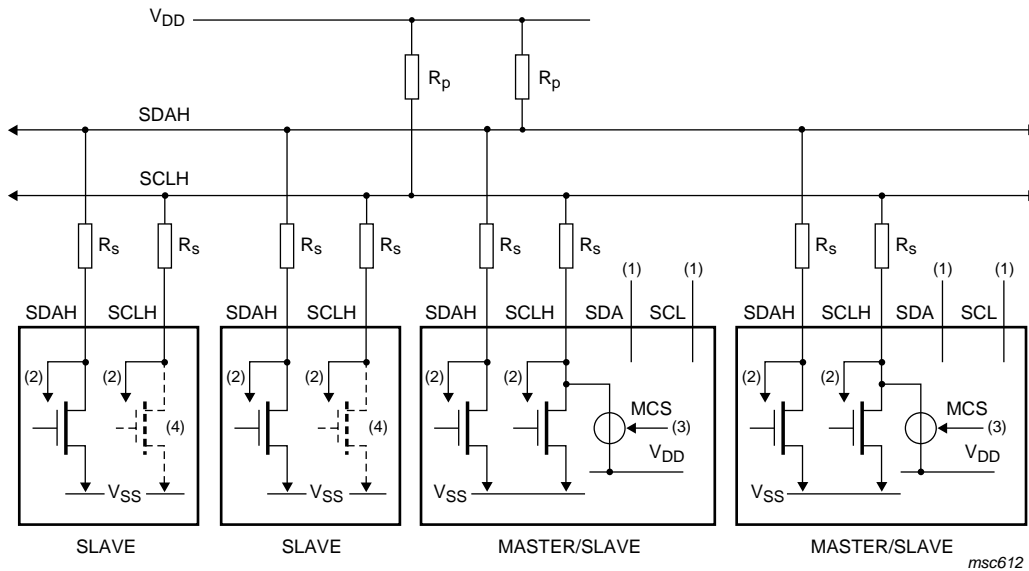 VDD
Rp Rp
SDAH
SCLH
Rs Rs Rs Rs Rs Rs Rs Rs
(1) (1) (1) (1)
SDAH SCLH SDAH SCLH SDAH SCLH SDA SCL SDAH SCLH SDA SCL
(2) (2) (2) (2) (2) (2) (2) (2)
(4) (4) MCS (3) MCS (3)
VDD VDD
VSS VSS VSS VSS
SLAVE SLAVE MASTER/SLAVE MASTER/SLAVE
msc612